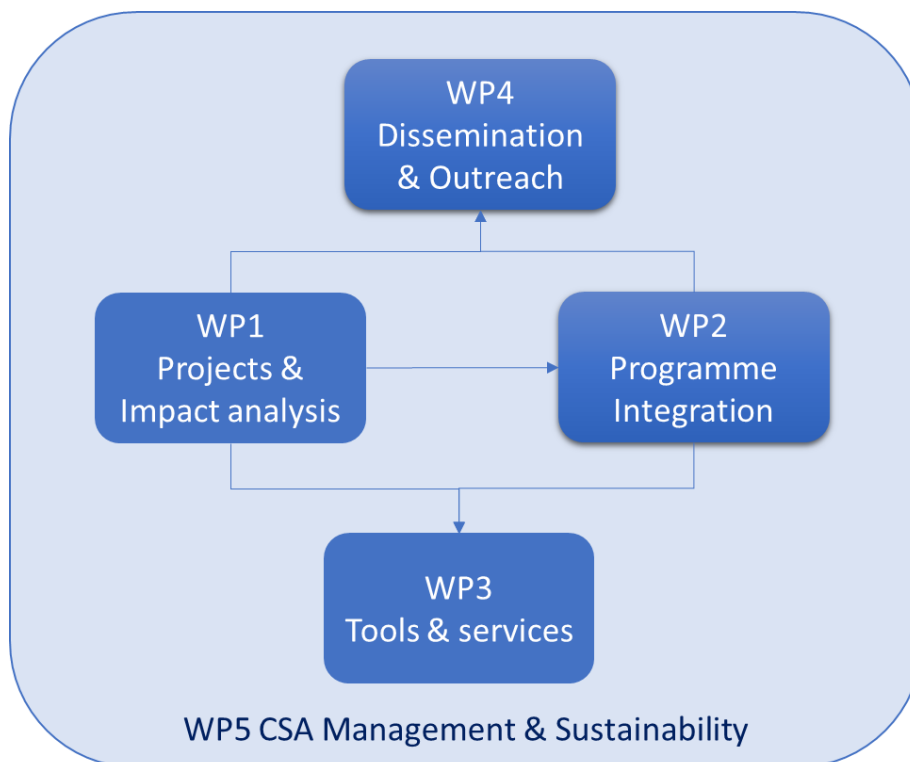 WP4
Dissemination
& Outreach
WP1
Projects &
Impact analysis
WP2
Programme
Integration
WP3
Tools & services
WP5 CSA Management & Sustainability